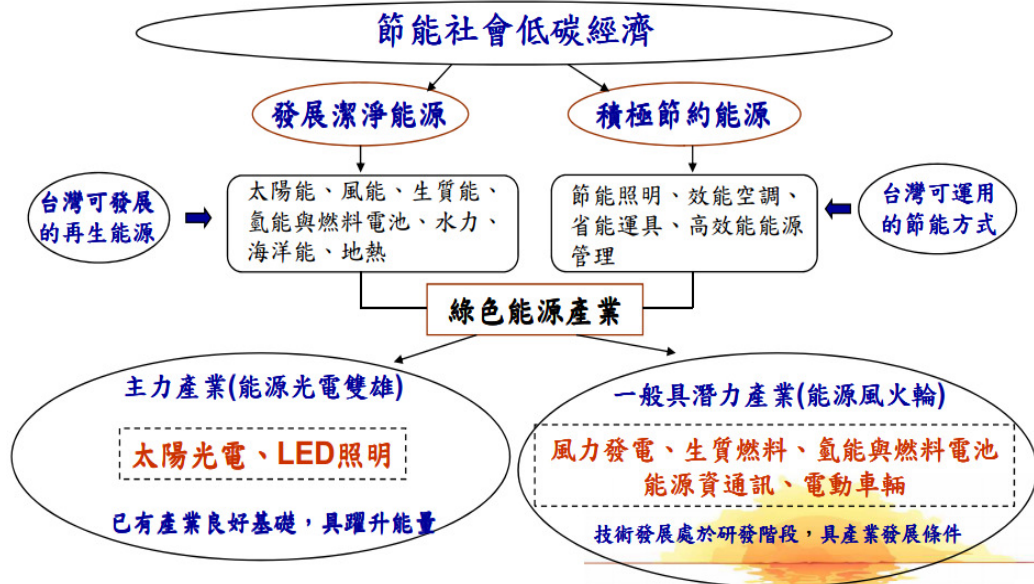 節能社會低碳經濟
發展潔淨能源
積極節約能源
台灣可發展
的再生能源
太陽能、風能、生質能、
氫能與燃料電池、水力、
海洋能、地熱
節能照明、效能空調、
省能運具、高效能能源
管理
台灣可運用
的節能方式
綠色能源產業
主力產業(能源光電雙雄)
太陽光電、LED照明
已有產業良好基礎，具躍升能量
一般具潛力產業(能源風火輪)
風力發電、生質燃料、氫能與燃料電池
能源資通訊、電動車輛
技術發展處於研發階段，具產業發展條件